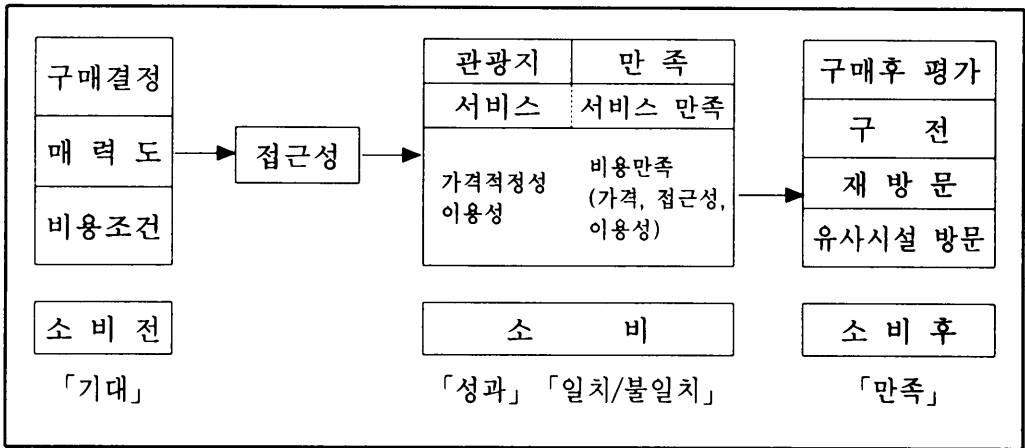 구매결정
매 력 도
비용조건
접근성
관광지 만 족
서비스 서비스 만족
가격적정성
이용성
비용만족
(가격, 접근성,
이용성)
구매후 평가
구 전
재 방 문
유사시설 방문
소 비 전
소 비
소 비 후
「기대」
「성과」 「일치/불일치」
「만족」